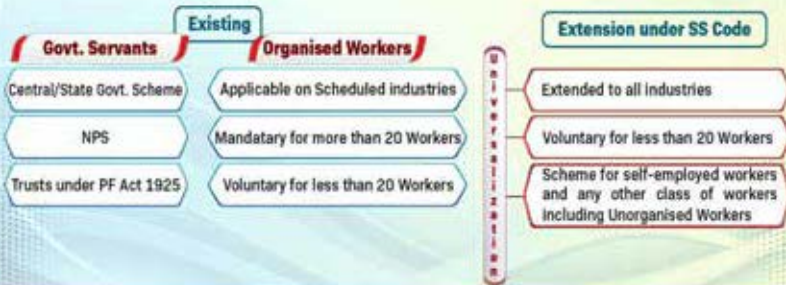 Existing
Govt. Servants
Organised Workers
Central/State Govt. Scheme
Applicable on Scheduled industries
NPS
Mandatary for more than 20 Workers
Trusts under PF Act 1925
Voluntary for less than 20 Workers
Universalization
Extension under SS Code
Extended to all industries
Voluntary for less than 20 Workers
Scheme for self-employed workers
and any other class of workers
Including Unorganised Workers